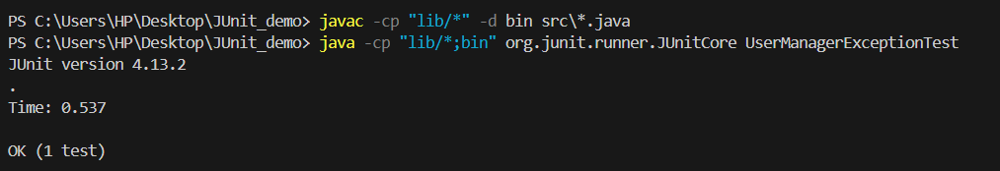 PS C:\Users\HP\Desktop\JUnit_demo> javac -cp "lib/*" -d bin src\*.java
PS C:\Users\HP\Desktop\JUnit_demo> java -cp "lib/*;bin" org.junit.runner.JUnitCore UserManagerExceptionTest
JUnit version 4.13.2
.
Time: 0.537
OK (1 test)